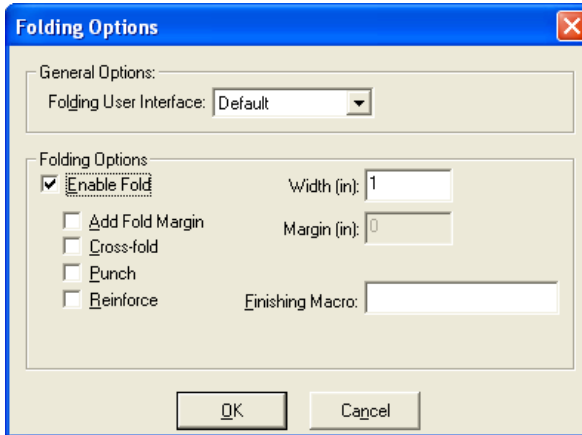 Folding Options
General Options:
Folding User Interface: Default
Folding Options
Enable Fold Width (in): 1
Add Fold Margin Margin (in): 0
Cross-fold
Punch
Reinforce Finishing Macro:
OK Cancel